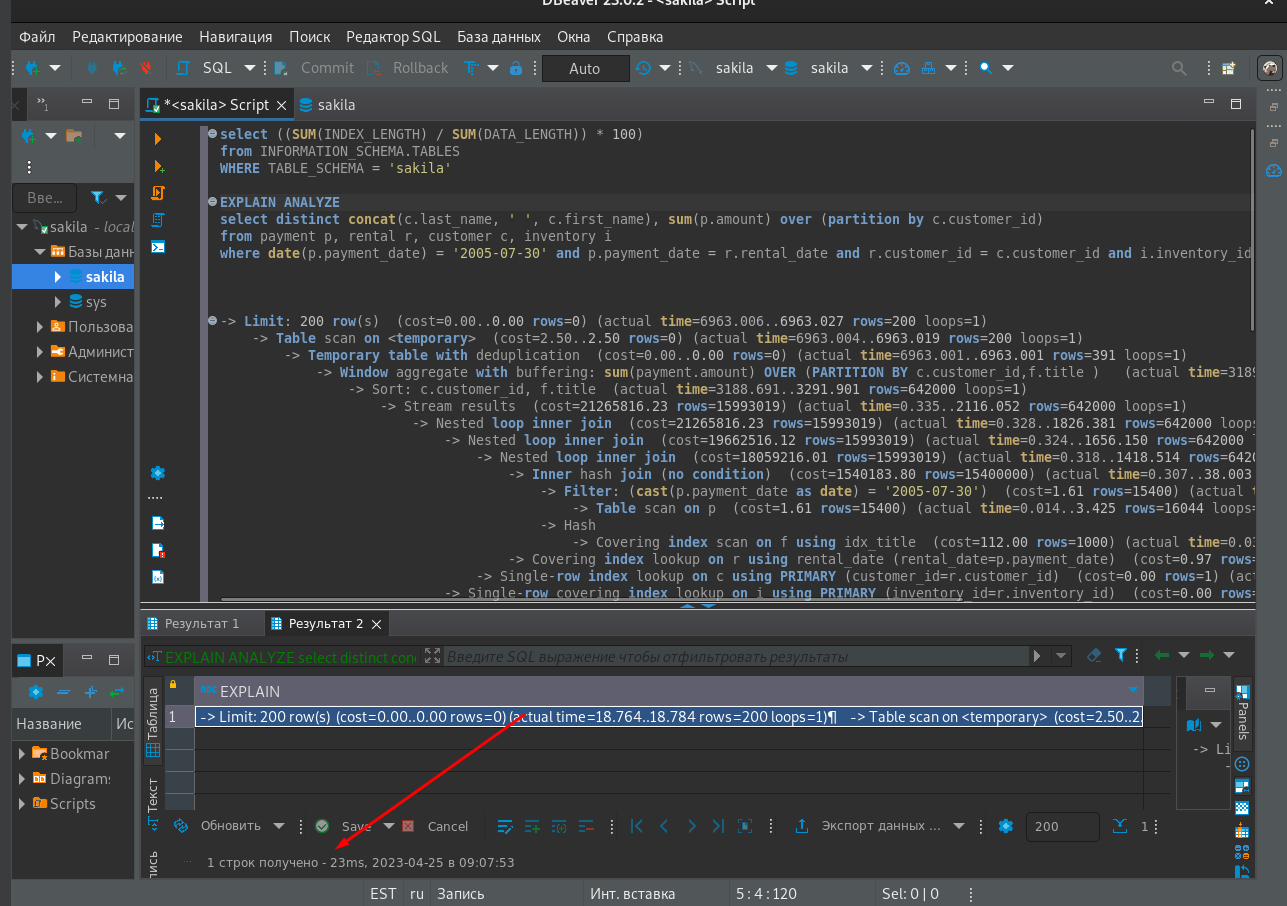 DBeaver 23.0.2 - <sakila> Script
Файл Редактирование Навигация Поиск Редактор SQL База данных Окна Справка
SQL Commit Rollback Auto sakila sakila
*<sakila> Script sakila
Вве...
sakila - local
Базы данн
sakila
sys
Пользова
Админист
Системна
select ((SUM(INDEX_LENGTH) / SUM(DATA_LENGTH)) * 100)
from INFORMATION_SCHEMA.TABLES
WHERE TABLE_SCHEMA = 'sakila'
EXPLAIN ANALYZE
select distinct concat(c.last_name, ' ', c.first_name), sum(p.amount) over (partition by c.customer_id)
from payment p, rental r, customer c, inventory i
where date(p.payment_date) = '2005-07-30' and p.payment_date = r.rental_date and r.customer_id = c.customer_id and i.inventory_id
-> Limit: 200 row(s) (cost=0.00..0.00 rows=0) (actual time=6963.006..6963.027 rows=200 loops=1)
-> Table scan on <temporary> (cost=2.50..2.50 rows=0) (actual time=6963.004..6963.019 rows=200 loops=1)
-> Temporary table with deduplication (cost=0.00..0.00 rows=0) (actual time=6963.001..6963.001 rows=391 loops=1)
-> Window aggregate with buffering: sum(payment.amount) OVER (PARTITION BY c.customer_id,f.title ) (actual time=3189
-> Sort: c.customer_id, f.title (actual time=3188.691..3291.901 rows=642000 loops=1)
-> Stream results (cost=21265816.23 rows=15993019) (actual time=0.335..2116.052 rows=642000 loops=1)
-> Nested loop inner join (cost=21265816.23 rows=15993019) (actual time=0.328..1826.381 rows=642000 loops
-> Nested loop inner join (cost=19662516.12 rows=15993019) (actual time=0.324..1656.150 rows=642000
-> Nested loop inner join (cost=18059216.01 rows=15993019) (actual time=0.318..1418.514 rows=6420
-> Inner hash join (no condition) (cost=1540183.80 rows=15400000) (actual time=0.307..38.003
-> Filter: (cast(p.payment_date as date) = '2005-07-30') (cost=1.61 rows=15400) (actual t
-> Table scan on p (cost=1.61 rows=15400) (actual time=0.014..3.425 rows=16044 loops=
-> Hash
-> Covering index scan on f using idx_title (cost=112.00 rows=1000) (actual time=0.03
-> Covering index lookup on r using rental_date (rental_date=p.payment_date) (cost=0.97 rows=
-> Single-row index lookup on c using PRIMARY (customer_id=r.customer_id) (cost=0.00 rows=1) (act
-> Single-row covering index lookup on i using PRIMARY (inventory_id=r.inventory_id) (cost=0.00 rows=
Результат 1 Результат 2
EXPLAIN ANALYZE select distinct conc Введите SQL выражение чтобы отфильтровать результаты
P
Название Ис
Bookmar
Diagrams
Scripts
Таблица
Текст
пись
ABC EXPLAIN
1 -> Limit: 200 row(s) (cost=0.00..0.00 rows=0) (actual time=18.764..18.784 rows=200 loops=1)¶ -> Table scan on <temporary> (cost=2.50..2
-> Li
Panels
Обновить Save Cancel Экспорт данных ... 200 1
1 строк получено - 23ms, 2023-04-25 в 09:07:53
EST ru Запись Инт. вставка 5 : 4 : 120 Sel: 0 | 0